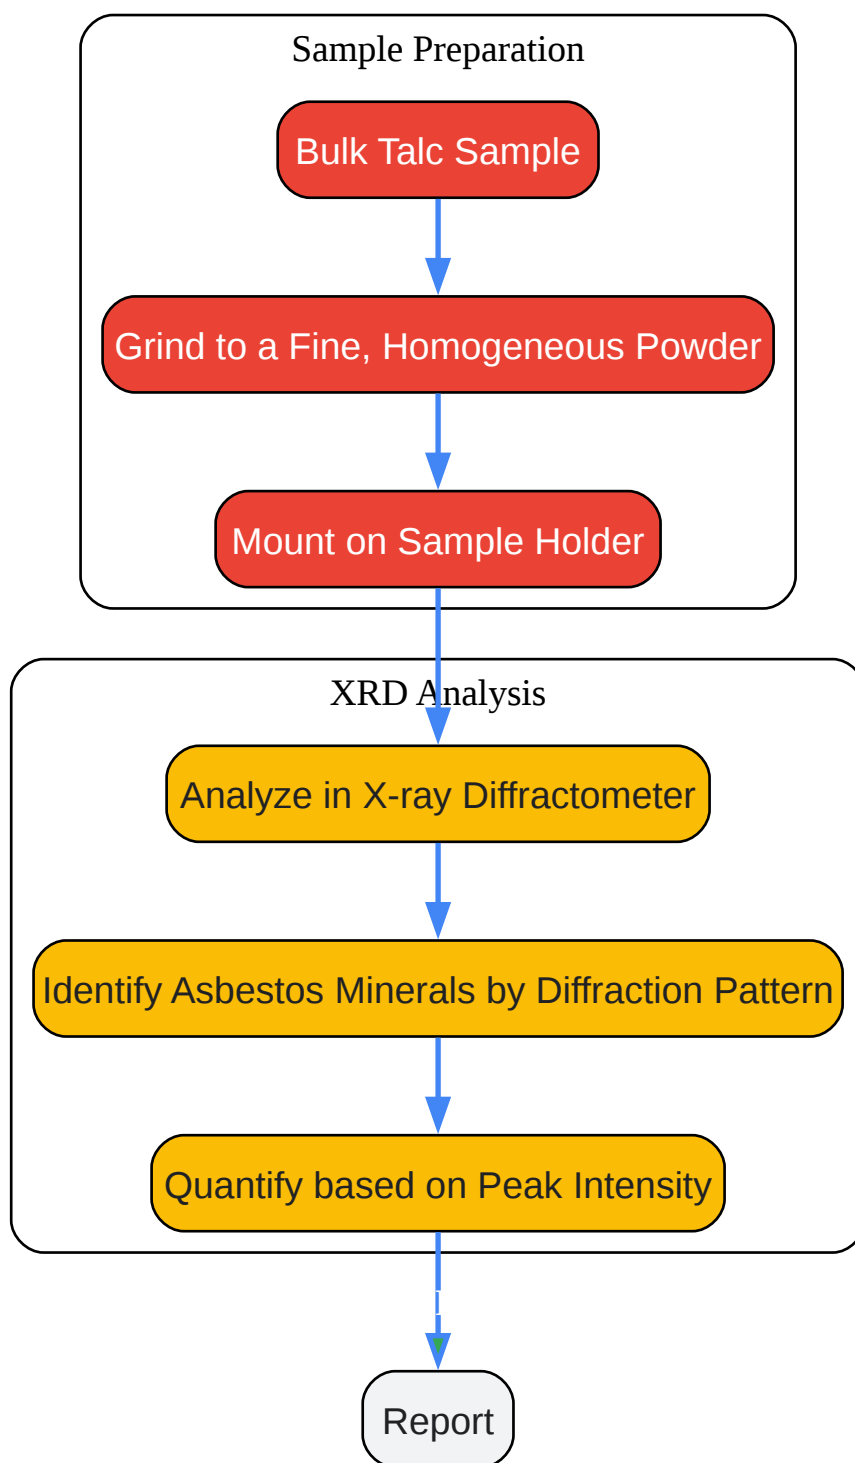 Sample Preparation
Bulk Talc Sample
Grind to a Fine, Homogeneous Powder
Mount on Sample Holder
XRD Analysis
Analyze in X-ray Diffractometer
Identify Asbestos Minerals by Diffraction Pattern
Quantify based on Peak Intensity
Report